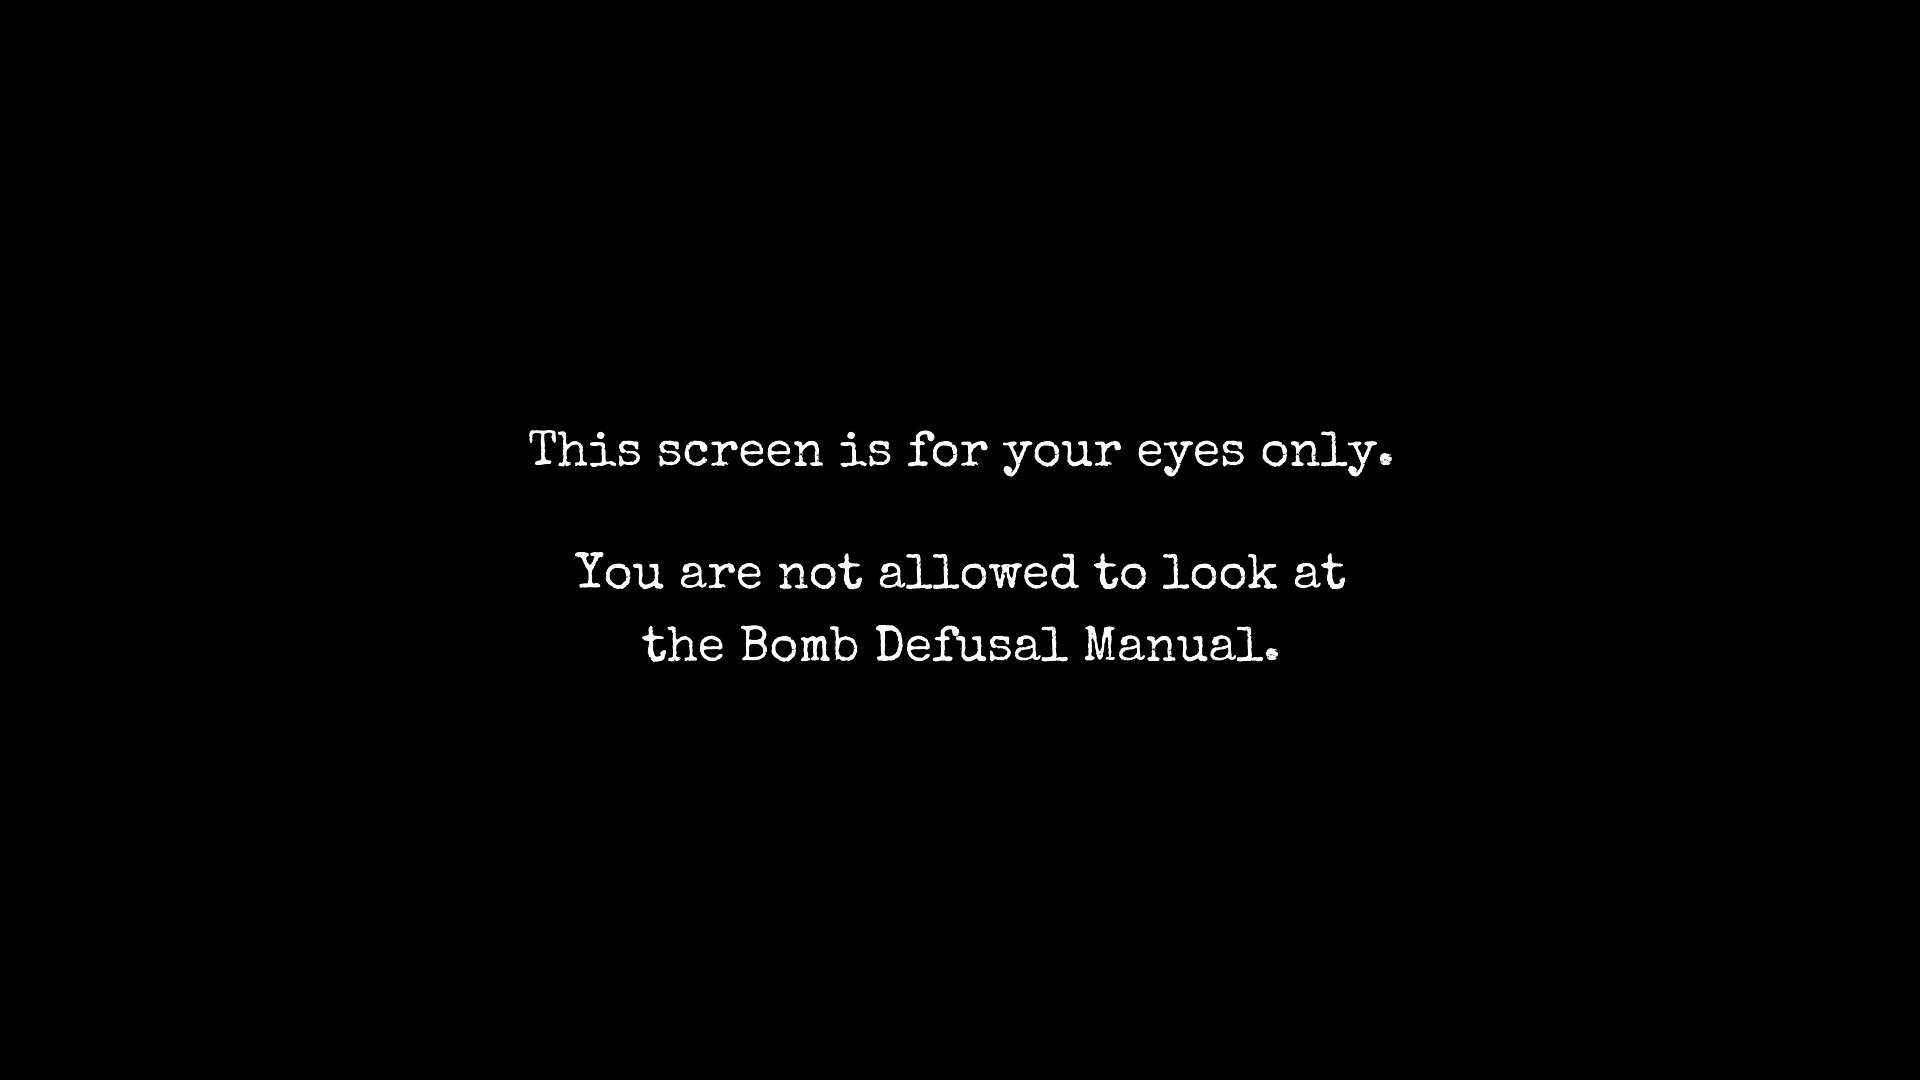 This screen is for your eyes only.
You are not allowed to look at
the Bomb Defusal Manual.